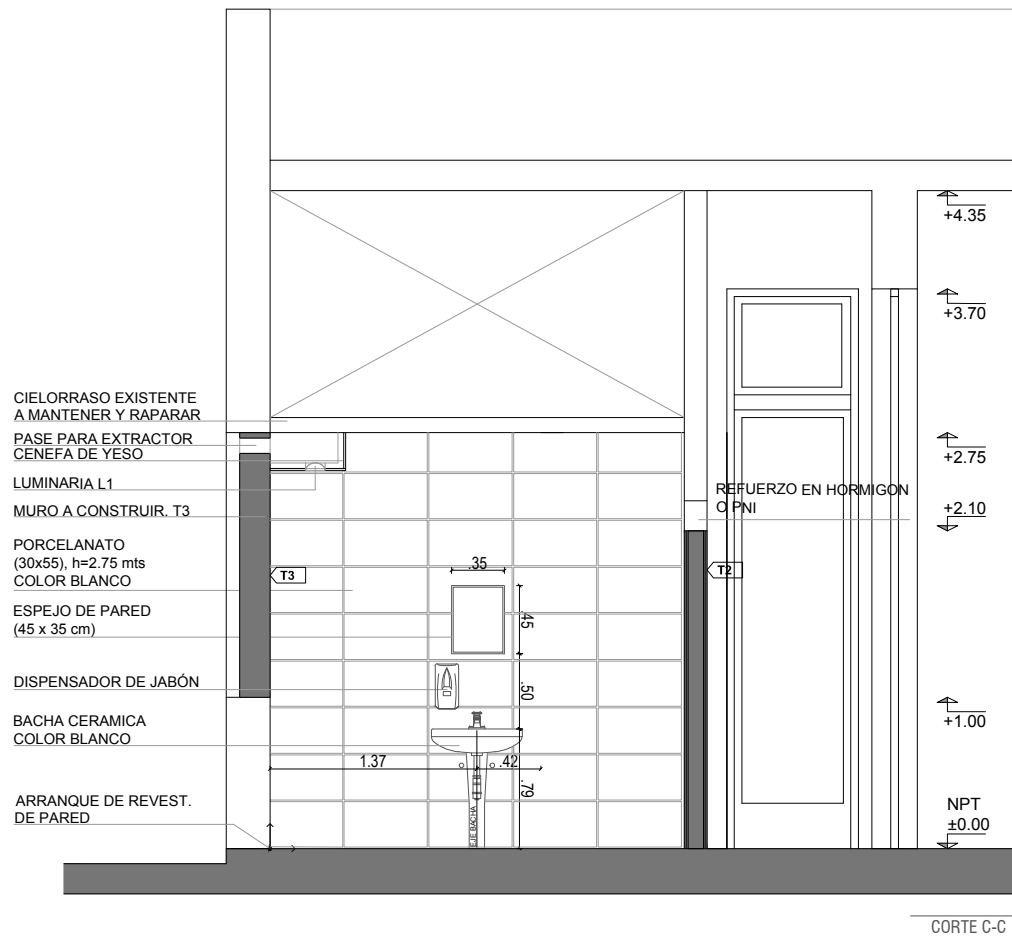 +4.35
+3.70
CIELORRASO EXISTENTE
A MANTENER Y RAPARAR
PASE PARA EXTRACTOR
CENEFA DE YESO
+2.75
LUMINARIA L1
REFUERZO EN HORMIGON
O PNI
MURO A CONSTRUIR. T3
+2.10
PORCELANATO
(30x55), h=2.75 mts
COLOR BLANCO
T3
.35
T2
ESPEJO DE PARED
(45 x 35 cm)
.45
DISPENSADOR DE JABÓN
.50
BACHA CERAMICA
COLOR BLANCO
+1.00
1.37
.42
.79
ARRANQUE DE REVEST.
DE PARED
EJE BACHA
NPT
±0.00
CORTE C-C